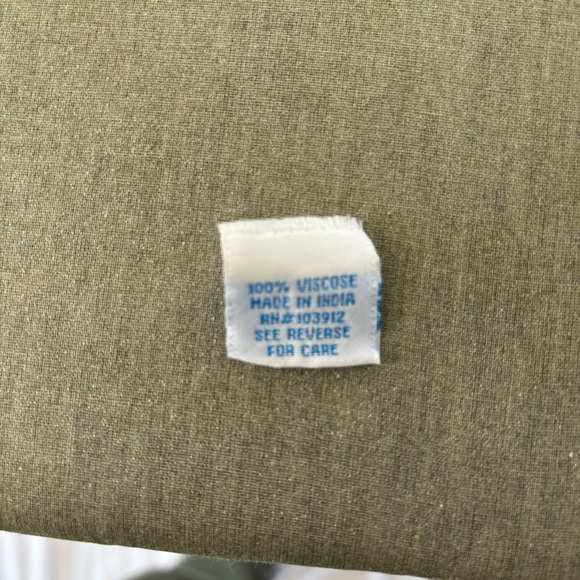 100% VISCOSE
MADE IN INDIA
RN#103912
SEE REVERSE
FOR CARE